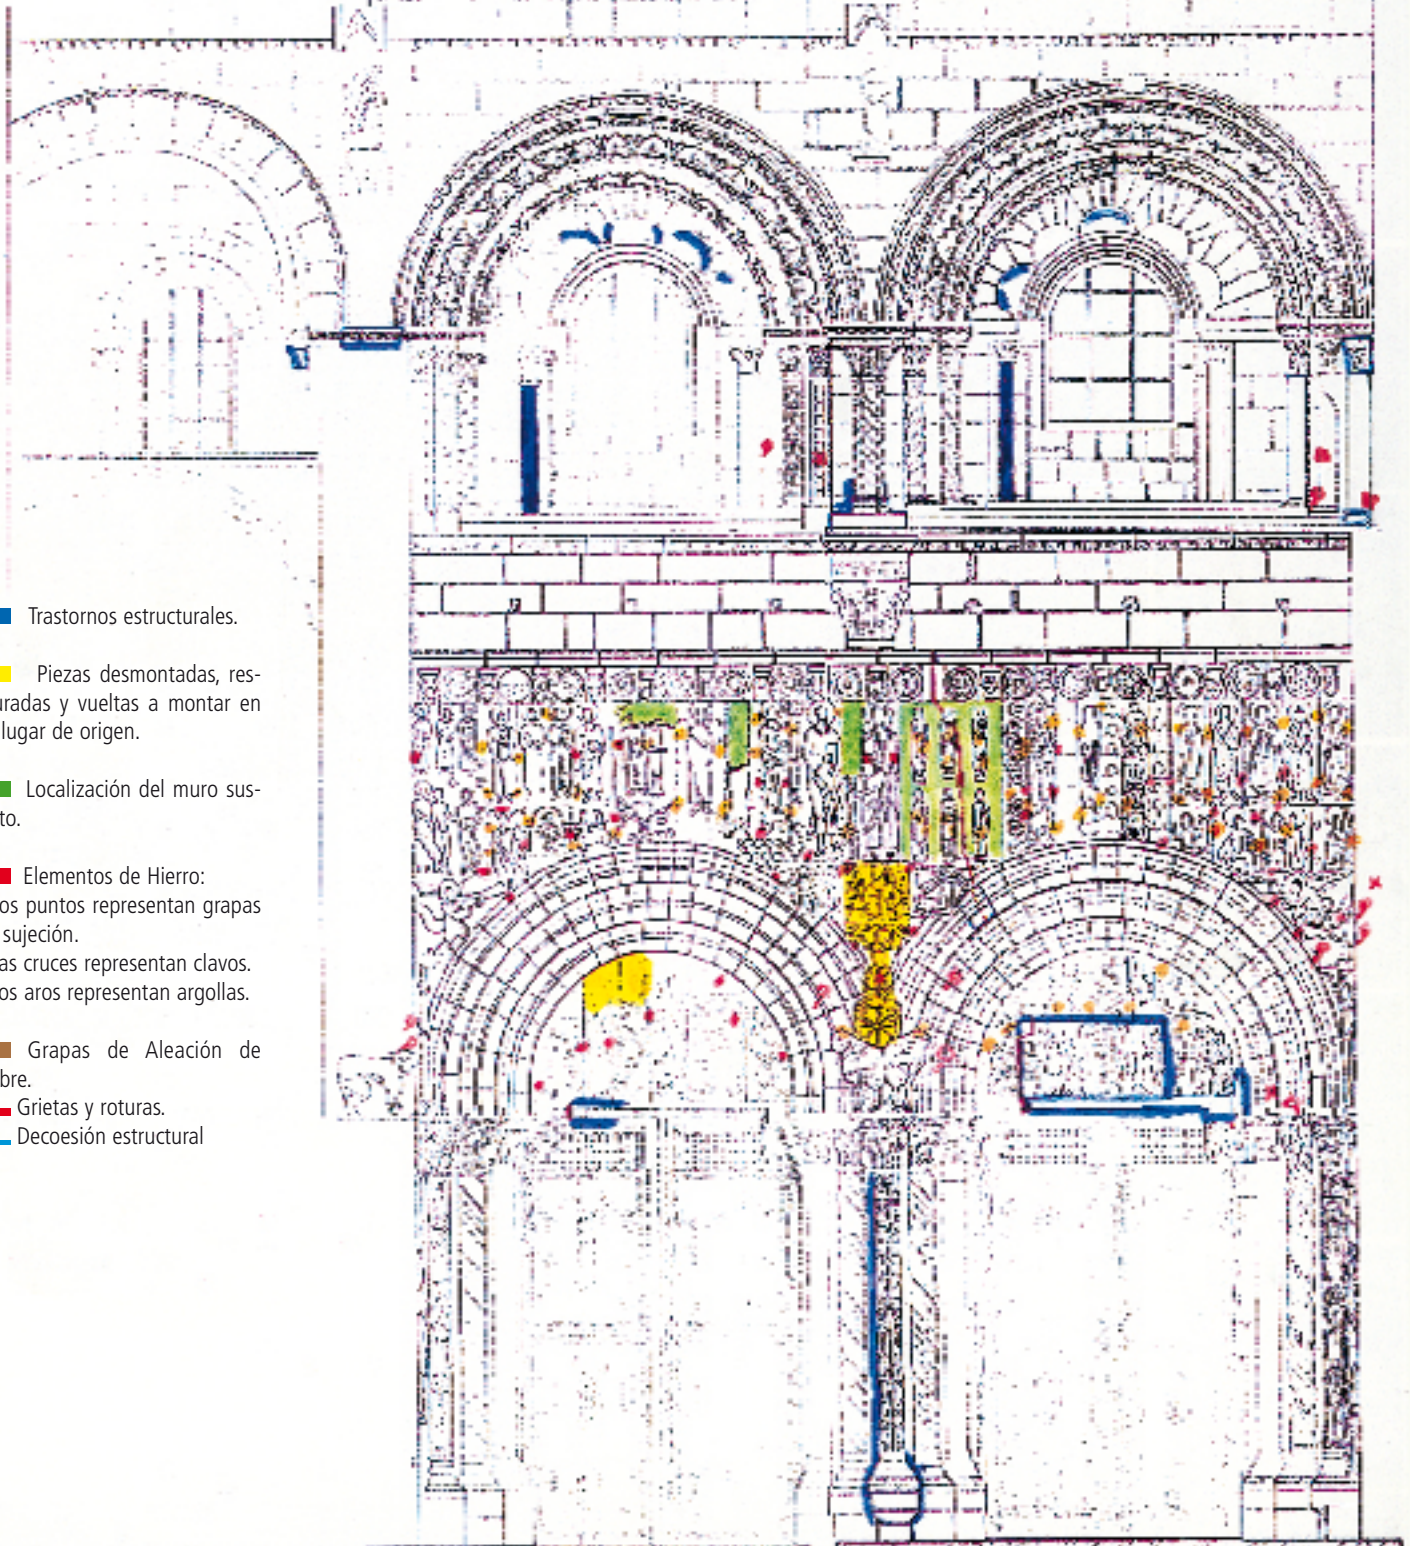 Trastornos estructurales.
Piezas desmontadas, res-
uradas y vueltas a montar en
lugar de origen.
Localización del muro sus-
to.
Elementos de Hierro:
os puntos representan grapas
sujeción.
as cruces representan clavos.
os aros representan argollas.
Grapas de Aleación de
bre.
Grietas y roturas.
Decoesión estructural